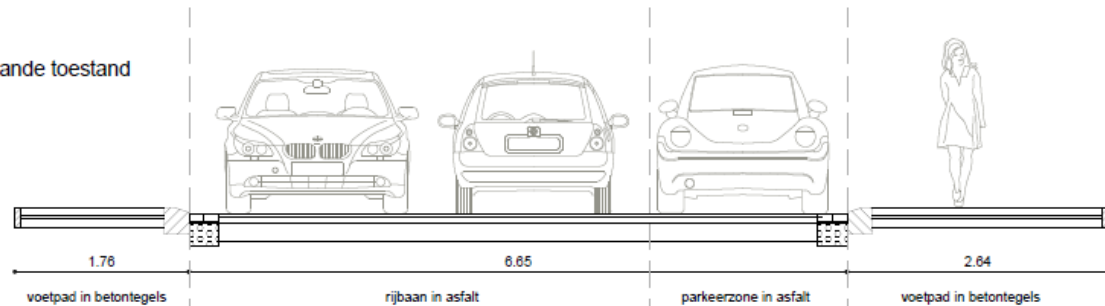 ande toestand
1.76 6.65 2.64
voetpad in betontegels rijbaan in asfalt parkeerzone in asfalt voetpad in betontegels